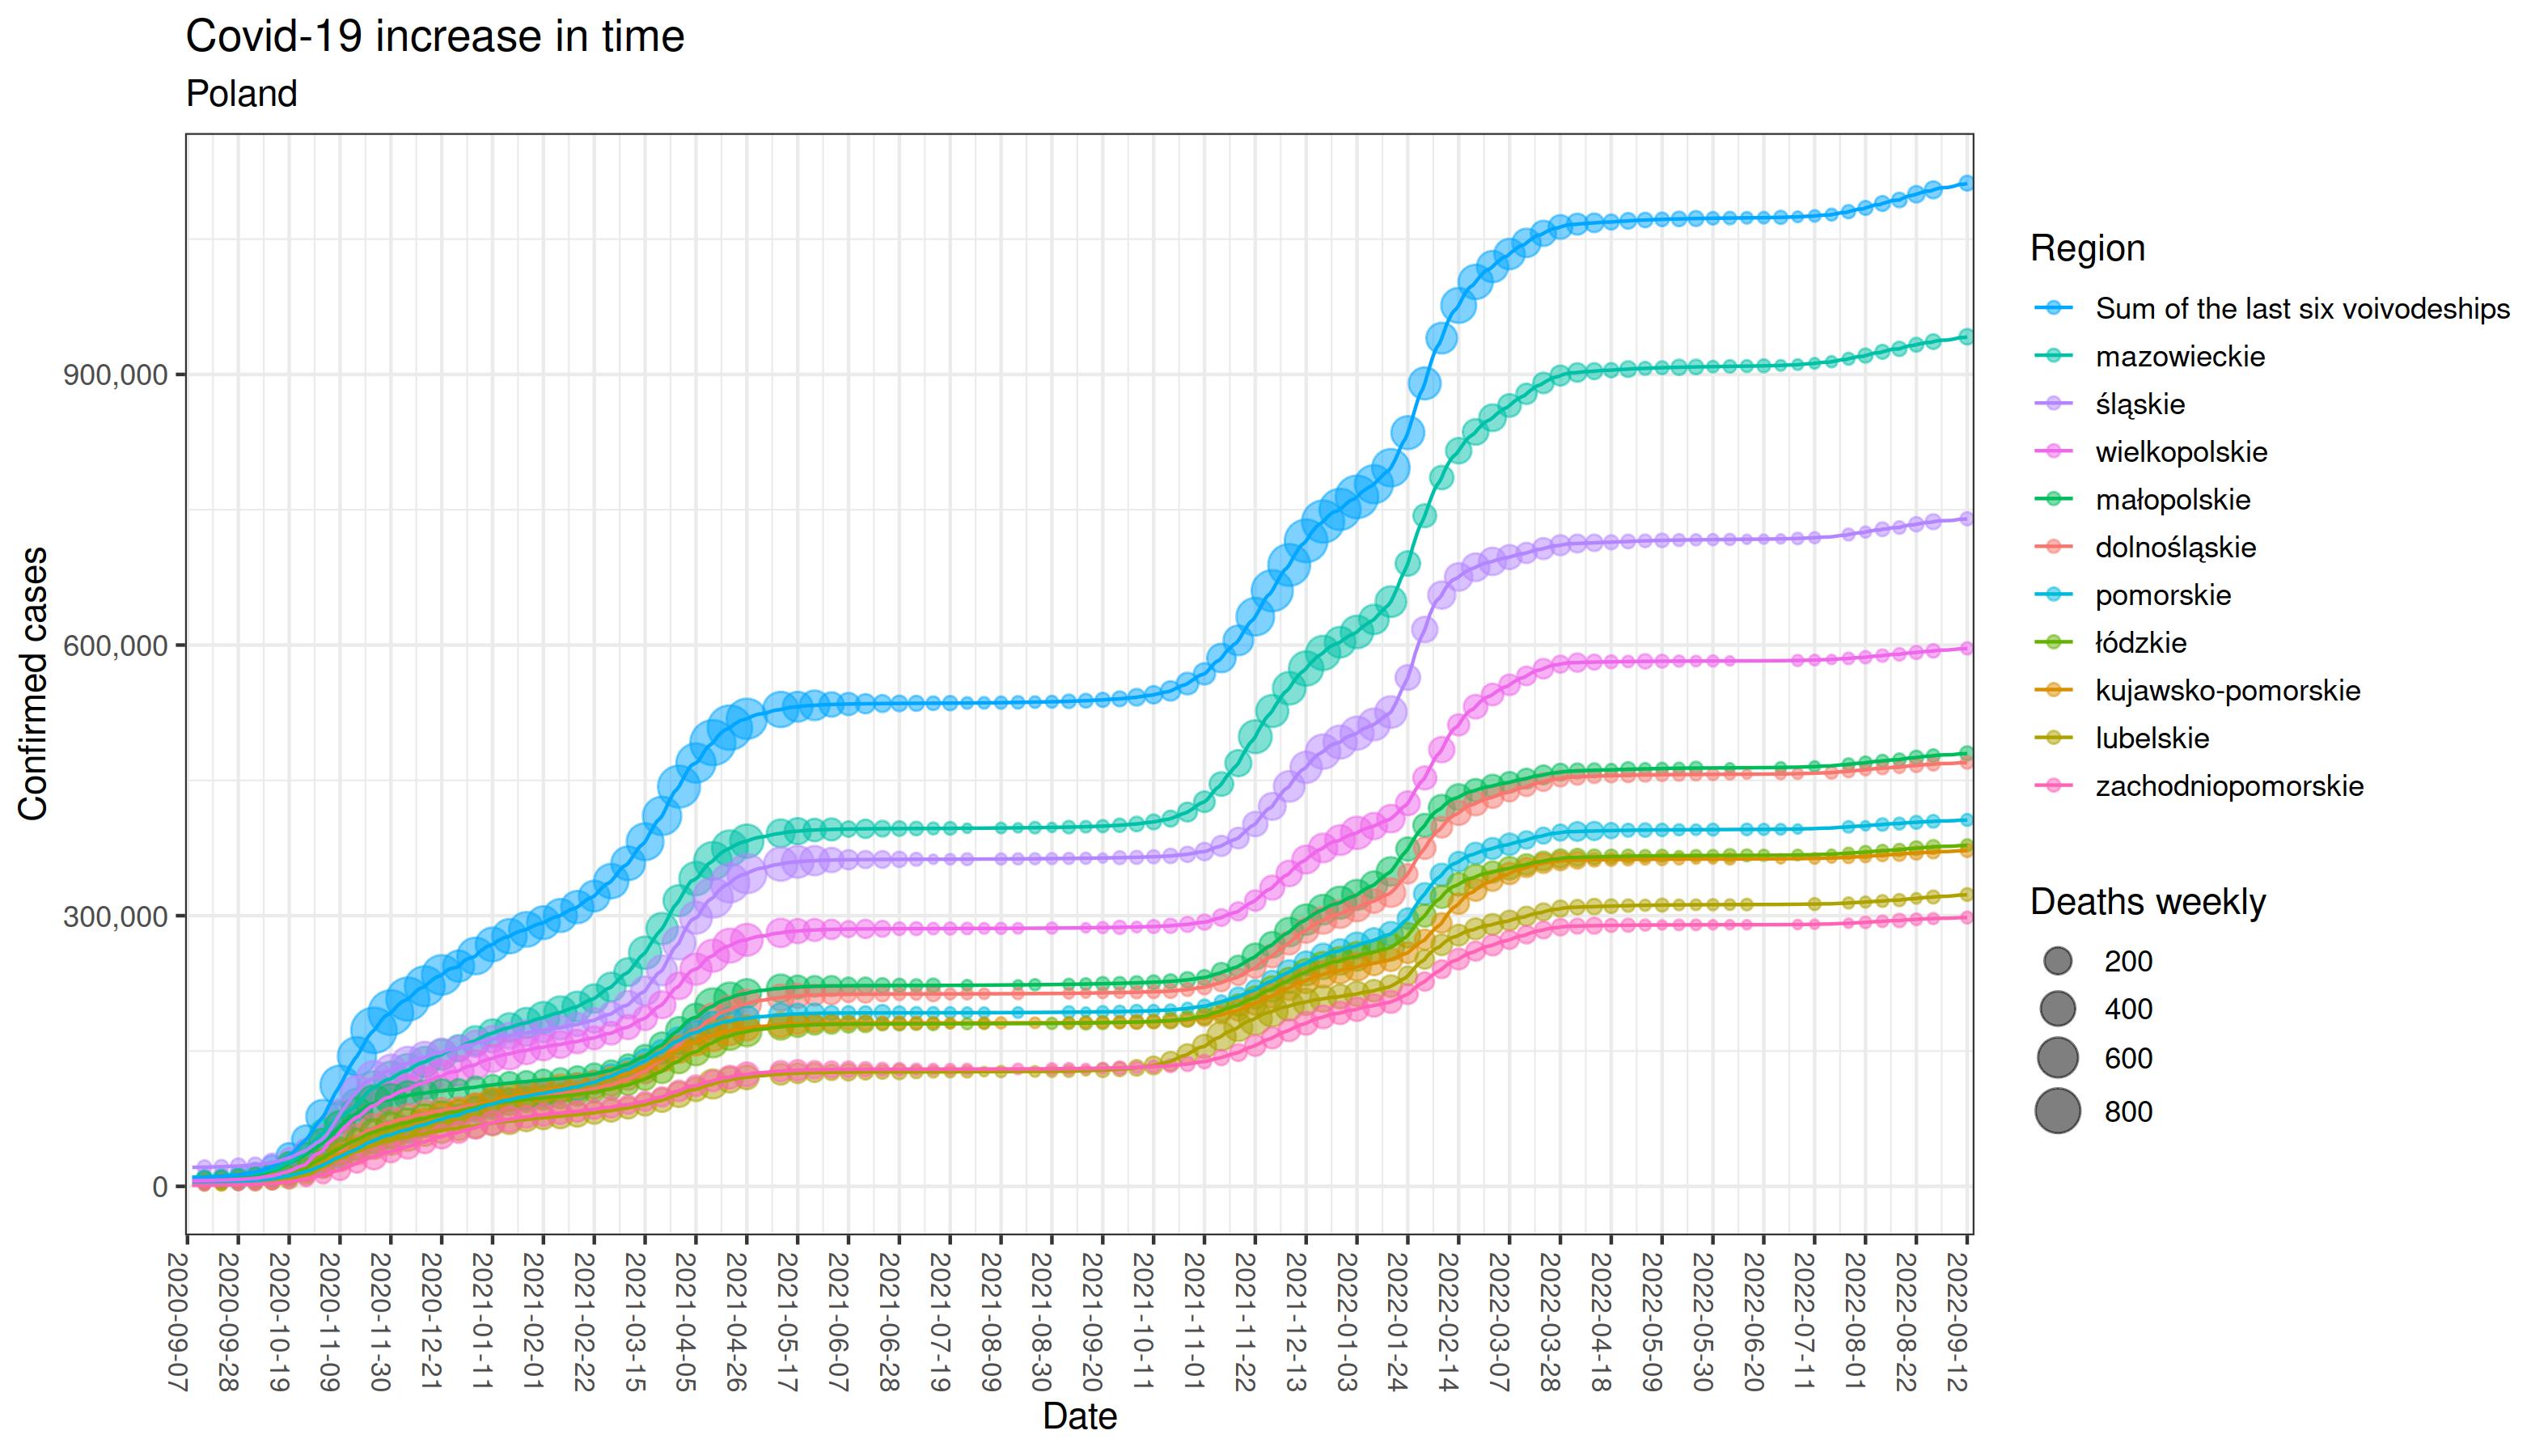 Covid-19 increase in time
Poland
Confirmed cases
900,000
600,000
300,000
0
2020-09-07
2020-09-28
2020-10-19
2020-11-09
2020-11-30
2020-12-21
2021-01-11
2021-02-01
2021-02-22
2021-03-15
2021-04-05
2021-04-26
2021-05-17
2021-06-07
2021-06-28
2021-07-19
2021-08-09
2021-08-30
2021-09-20
2021-10-11
2021-11-01
2021-11-22
2021-12-13
2022-01-03
2022-01-24
2022-02-14
2022-03-07
2022-03-28
2022-04-18
2022-05-09
2022-05-30
2022-06-20
2022-07-11
2022-08-01
2022-08-22
2022-09-12
Date
Region
Sum of the last six voivodeships
mazowieckie
śląskie
wielkopolskie
małopolskie
dolnośląskie
pomorskie
łódzkie
kujawsko-pomorskie
lubelskie
zachodniopomorskie
Deaths weekly
200
400
600
800